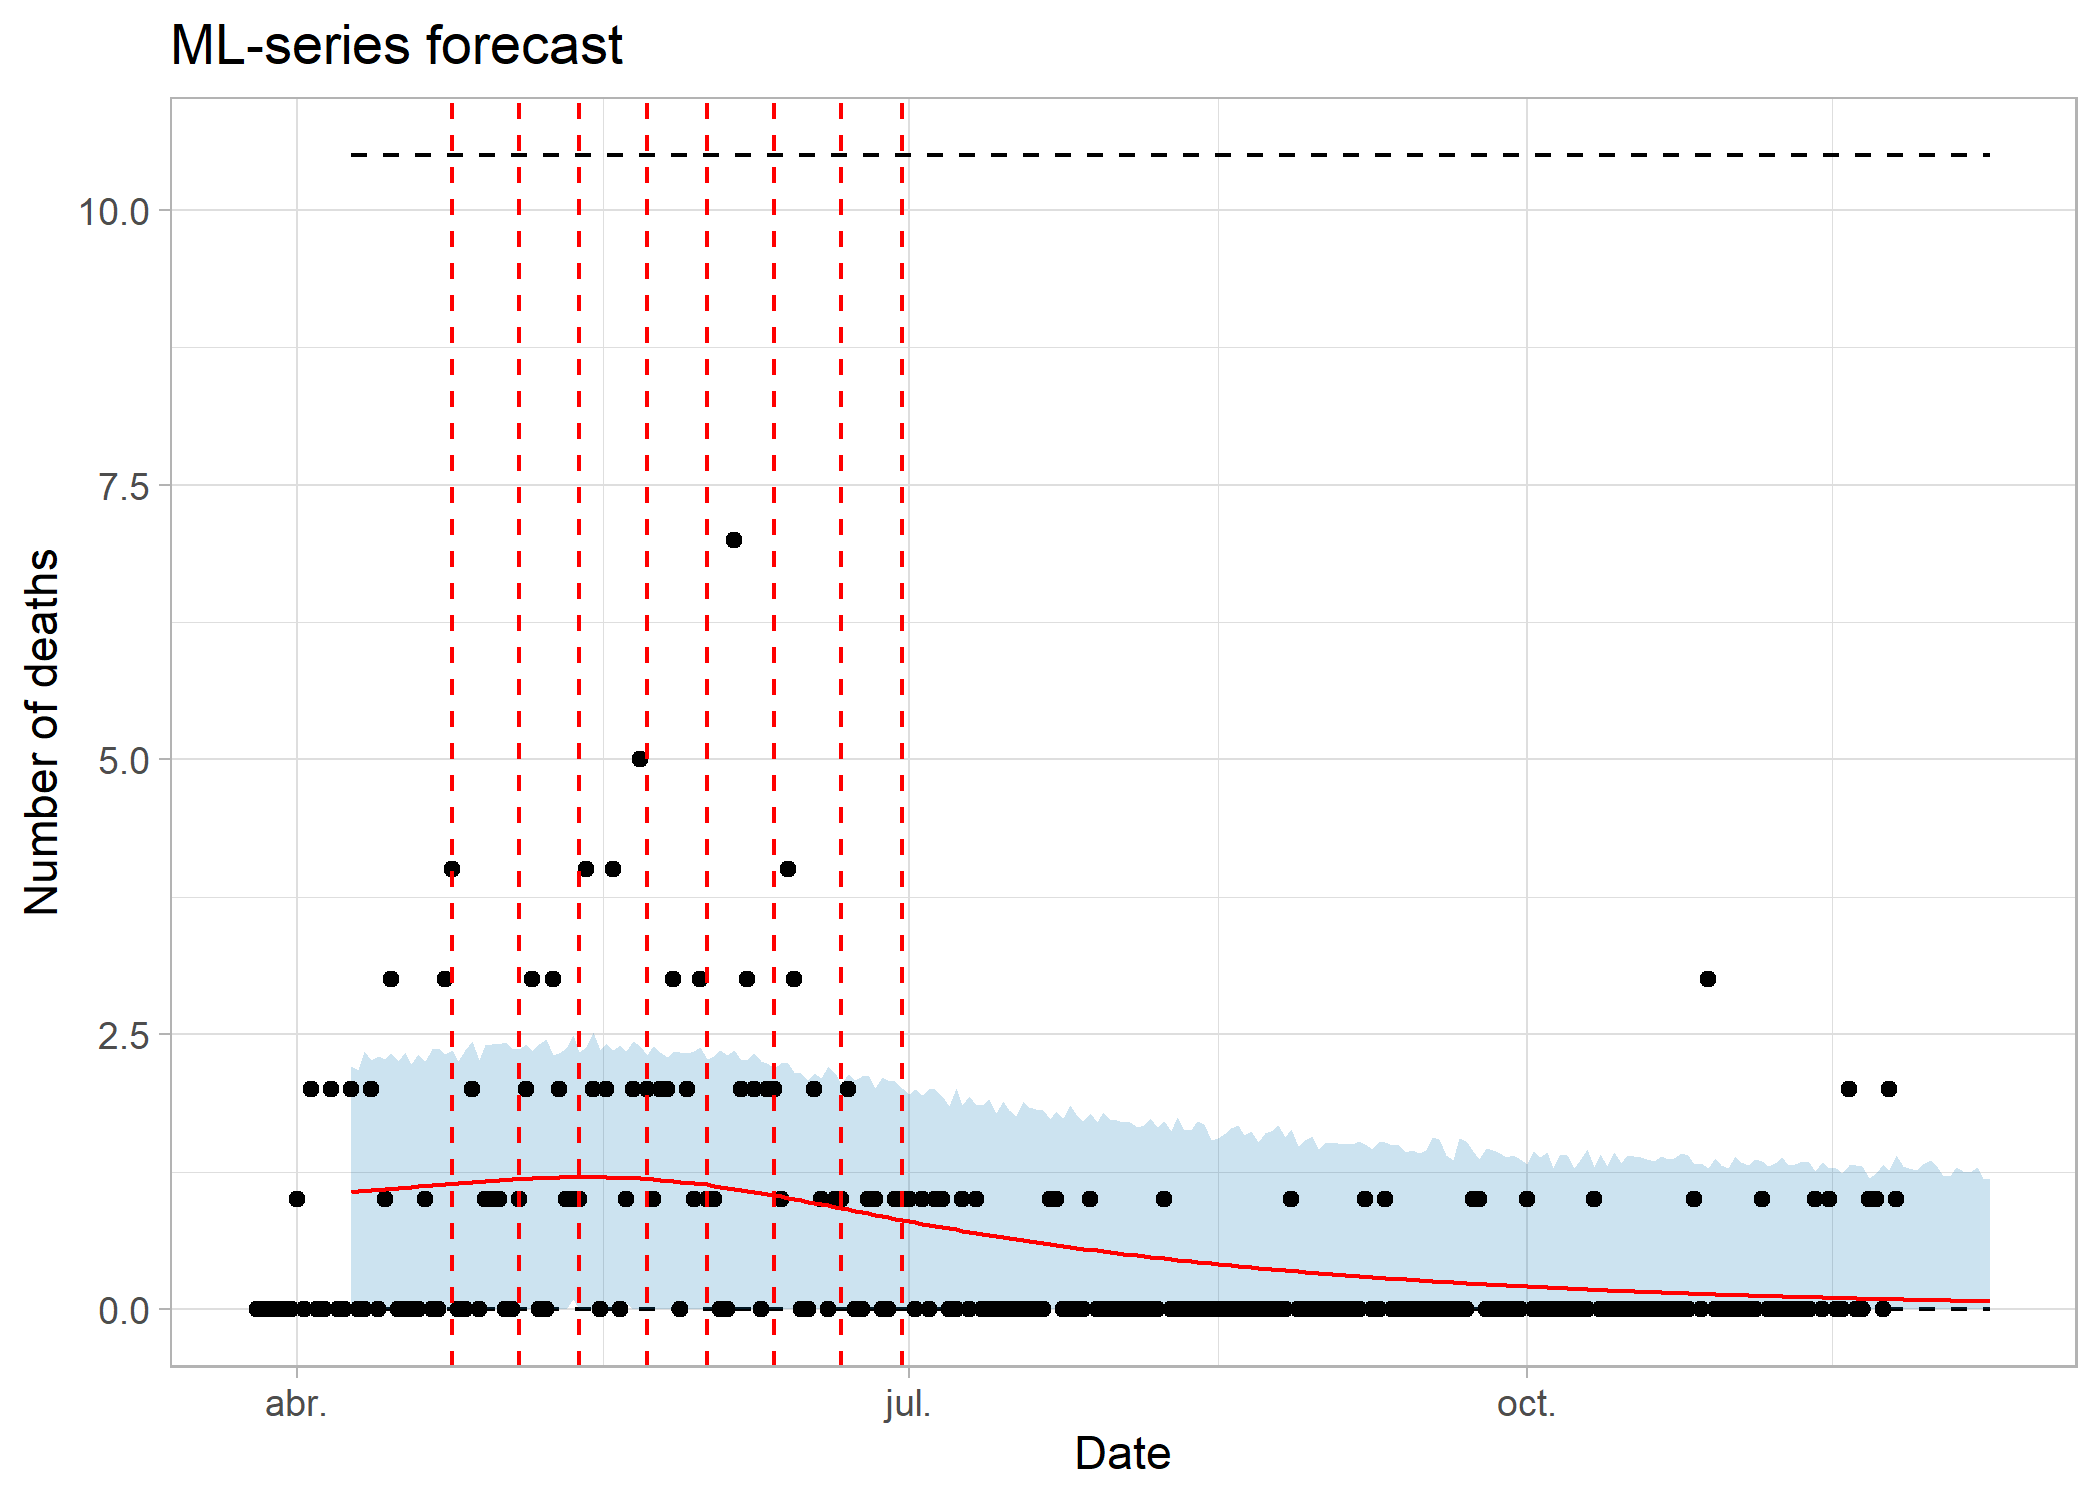 ML-series forecast
10.0
7.5
5.0
2.5
0.0
Number of deaths
abr.
jul.
oct.
Date